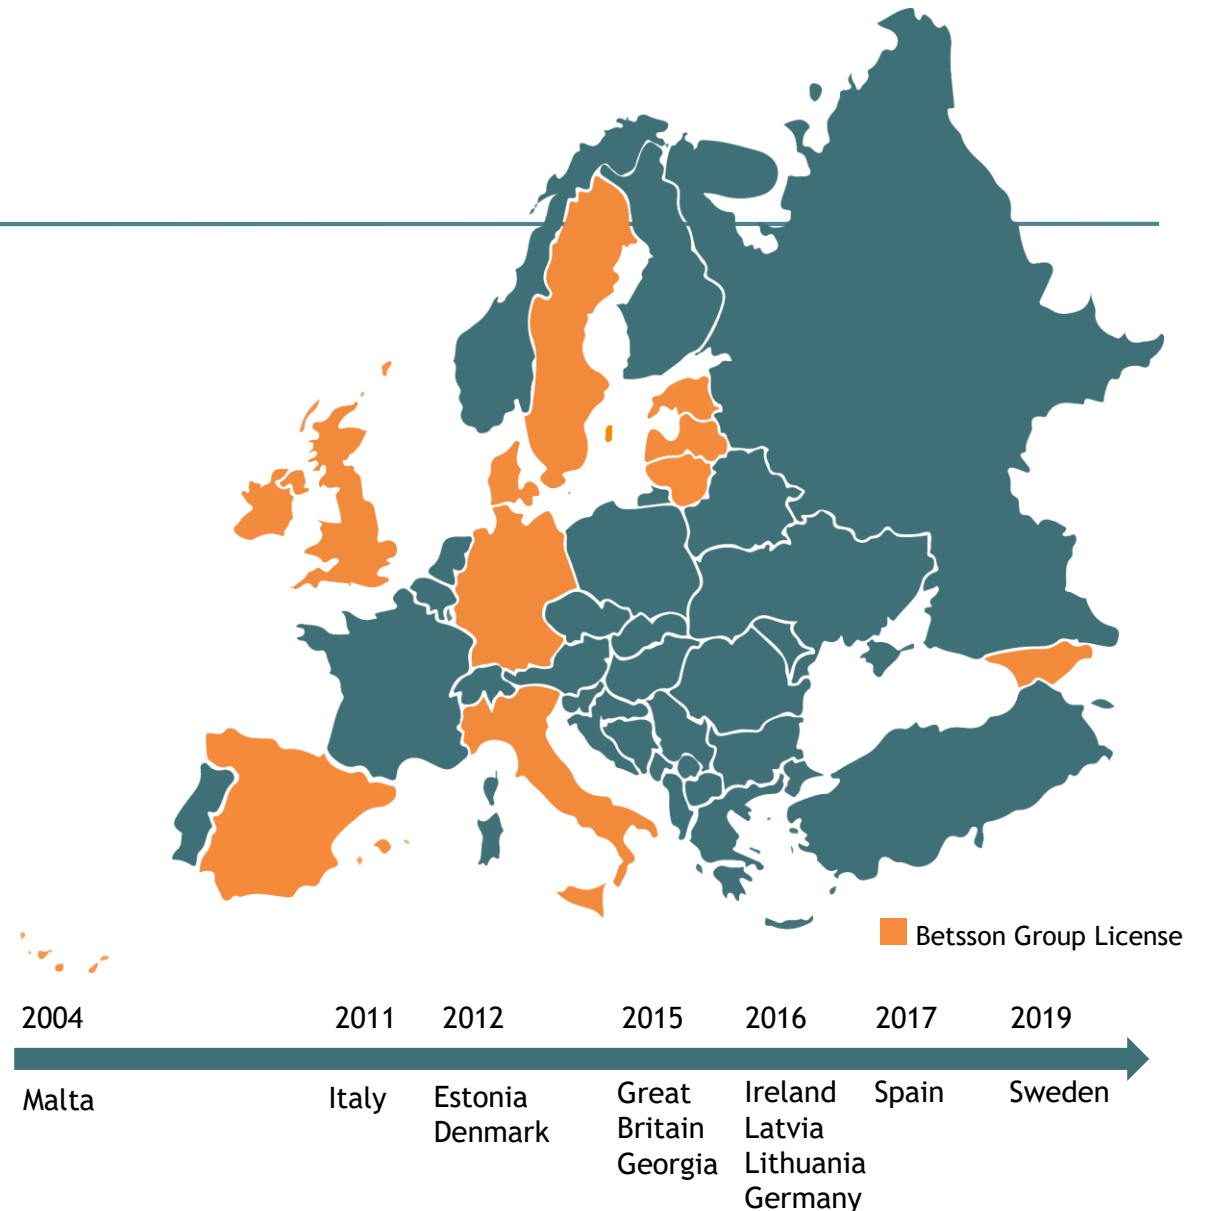 Betsson Group License
2004
2011
2012
2015
2016
2017
2019
Malta
Italy
Estonia
Denmark
Great
Britain
Georgia
Ireland
Latvia
Lithuania
Germany
Spain
Sweden